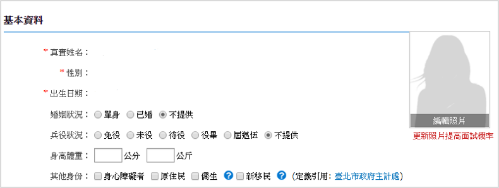 基本資料
* 真實姓名：
* 性別：
* 出生日期：
婚姻狀況： 單身 已婚 不提供
編輯照片
兵役狀況： 免役 未役 待役 役畢 屆退伍 不提供
更新照片提高面試機率
身高體重： 公分 公斤
其他身份： 身心障礙者 原住民 僑生 ? 新移民 ? (定義引用：臺北市政府主計處)